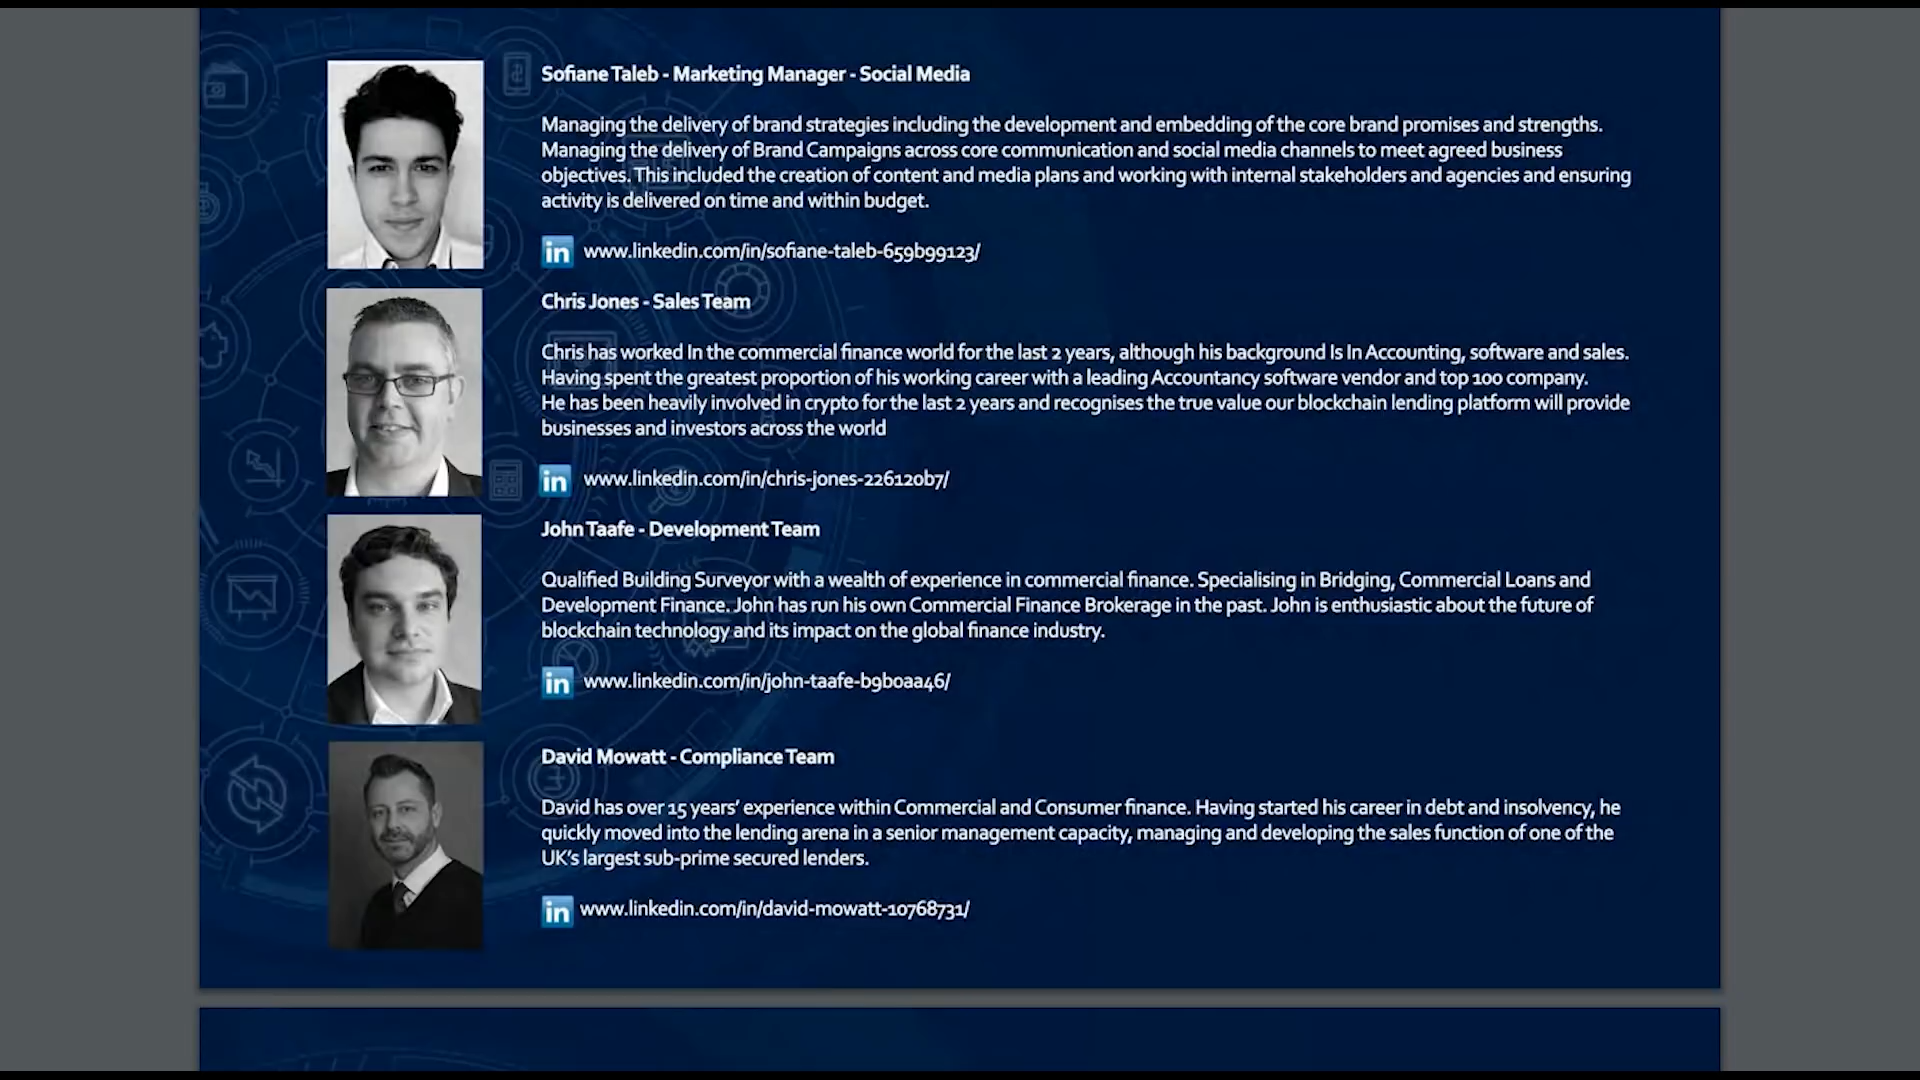 Sofiane Taleb - Marketing Manager - Social Media
Managing the delivery of brand strategies including the development and embedding of the core brand promises and strengths.
Managing the delivery of Brand Campaigns across core communication and social media channels to meet agreed business
objectives. This included the creation of content and media plans and working with internal stakeholders and agencies and ensuring
activity is delivered on time and within budget.
in www.linkedin.com/in/sofiane-taleb-659b99123/
Chris Jones - Sales Team
Chris has worked In the commercial finance world for the last 2 years, although his background Is In Accounting, software and sales.
Having spent the greatest proportion of his working career with a leading Accountancy software vendor and top 100 company.
He has been heavily involved in crypto for the last 2 years and recognises the true value our blockchain lending platform will provide
businesses and investors across the world
in www.linkedin.com/in/chris-jones-226120b7/
John Taafe - Development Team
Qualified Building Surveyor with a wealth of experience in commercial finance. Specialising in Bridging, Commercial Loans and
Development Finance. John has run his own Commercial Finance Brokerage in the past. John is enthusiastic about the future of
blockchain technology and its impact on the global finance industry.
in www.linkedin.com/in/john-taafe-b9b0aa46/
David Mowatt - Compliance Team
David has over 15 years' experience within Commercial and Consumer finance. Having started his career in debt and insolvency, he
quickly moved into the lending arena in a senior management capacity, managing and developing the sales function of one of the
UK's largest sub-prime secured lenders.
in www.linkedin.com/in/david-mowatt-10768731/